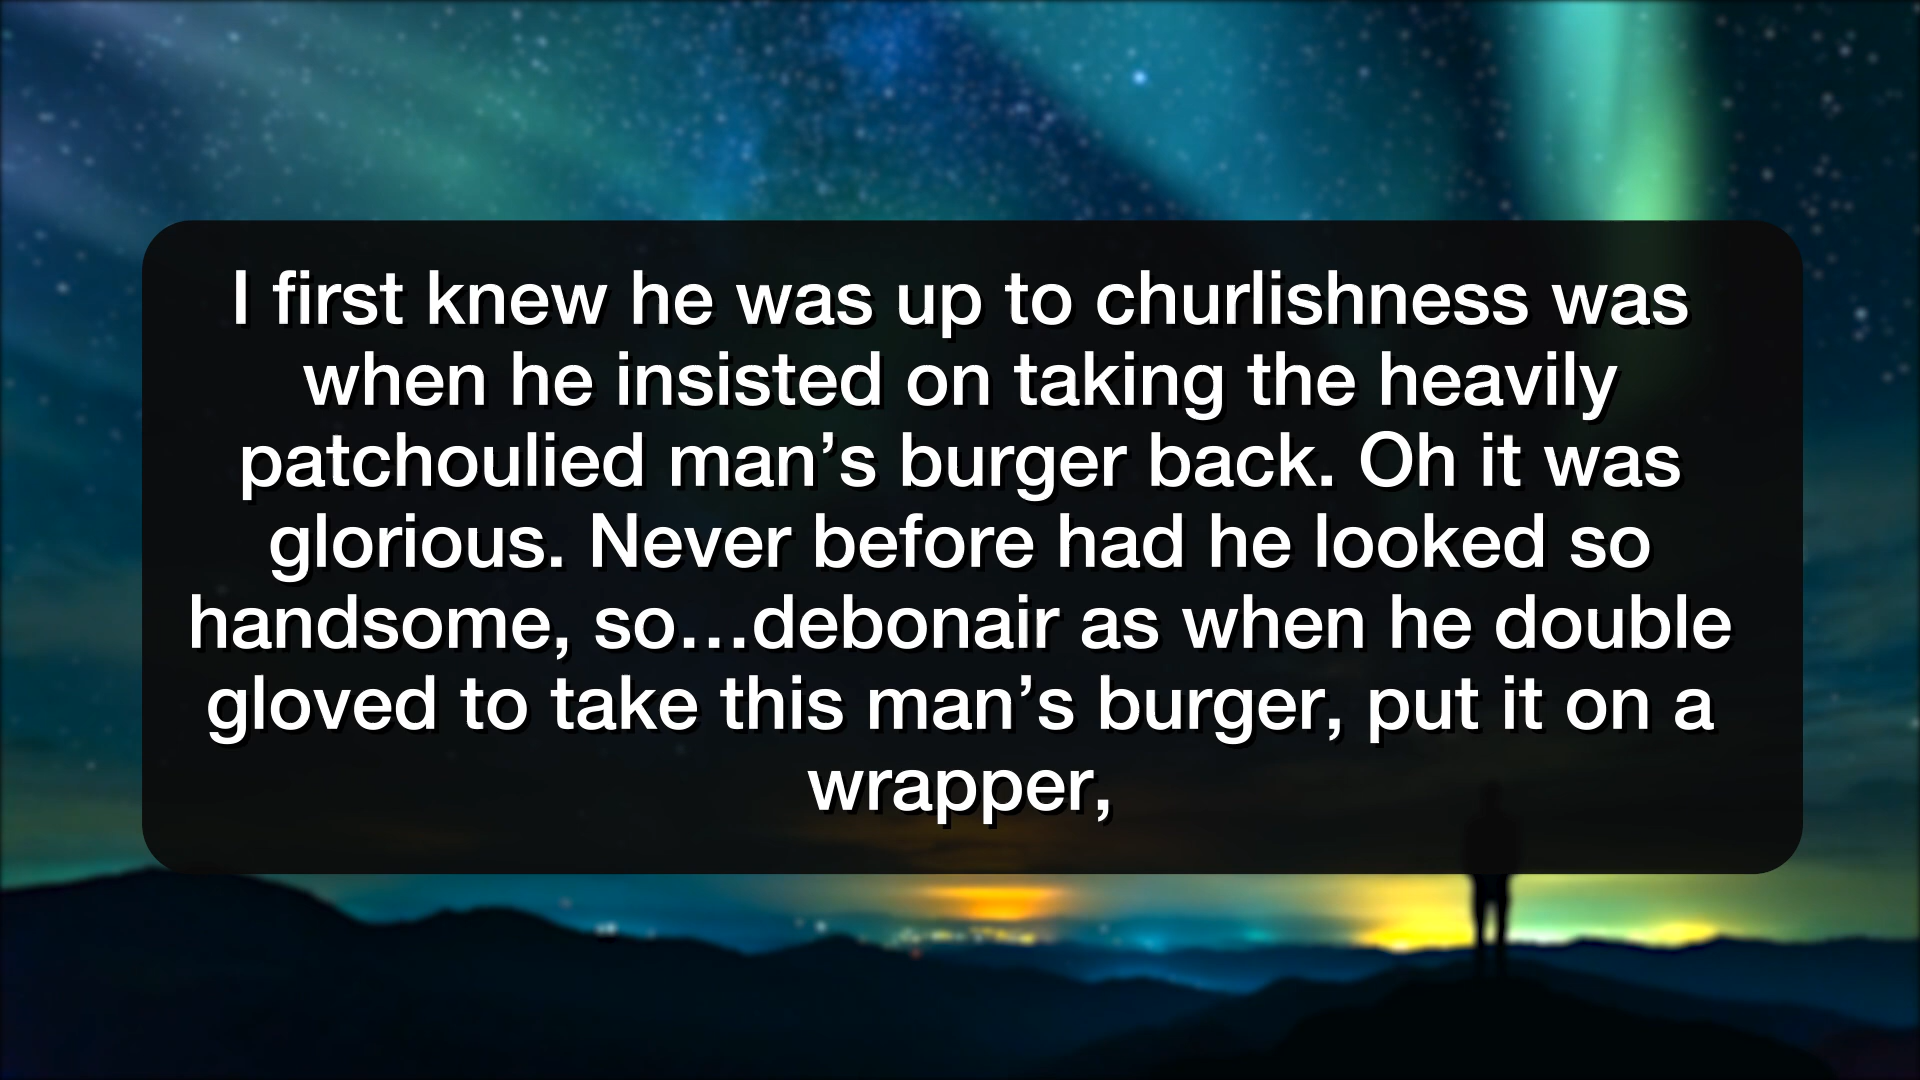 I first knew he was up to churlishness was
when he insisted on taking the heavily
patchoulied man’s burger back. Oh it was
glorious. Never before had he looked so
handsome, so…debonair as when he double
gloved to take this man’s burger, put it on a
wrapper,